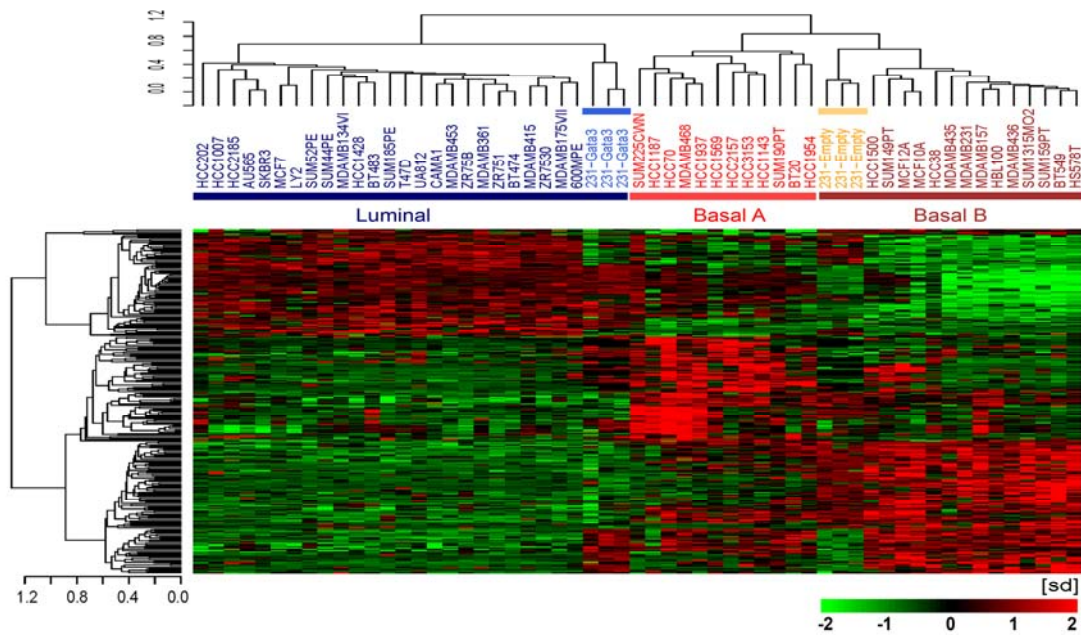 1.2
0.8
0.4
0.0
HCC202
HCC1007
HCC2185
AU565
SKBR3
MCF7
LY2
SUM52PE
SUM44PE
MDAMB134VI
HCC1428
BT483
SUM185PE
T47D
UA812
CAMA1
MDAMB453
ZR75B
MDAMB361
ZR751
BT474
MDAMB415
ZR7530
MDAMB175VII
600MPE
231-Gata3
231-Gata3
231-Gata3
SUM225CWN
HCC1187
HCC70
MDAMB468
HCC1937
HCC1569
HCC2157
HCC3153
HCC1143
SUM190PT
BT20
HCC1954
231-Empty
231-Empty
231-Empty
HCC1500
SUM149PT
MCF12A
MCF10A
HCC38
MDAMB435
MDAMB231
MDAMB157
HBL100
MDAMB436
SUM1315MO2
SUM159PT
BT549
HS578T
Luminal
Basal A
Basal B
1.2 0.8 0.4 0.0
[sd]
-2 -1 0 1 2